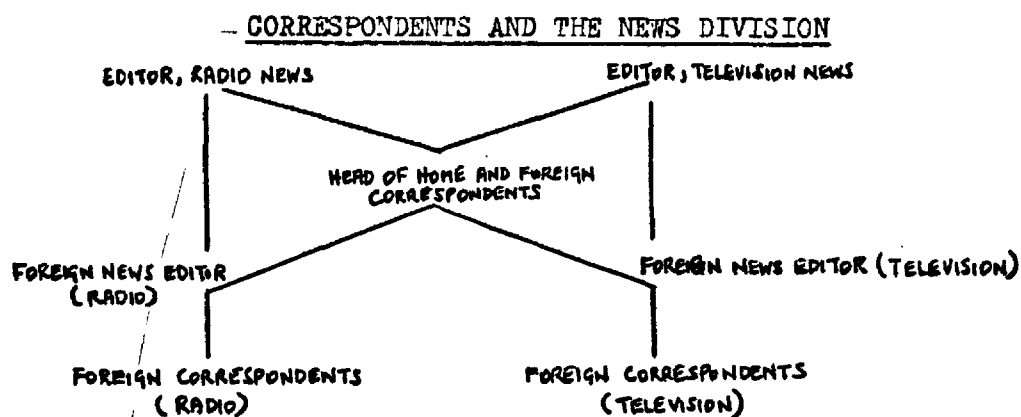 CORRESPONDENTS AND THE NEWS DIVISION
EDITOR, RADIO NEWS
EDITOR, TELEVISION NEWS
HEAD OF HOME AND FOREIGN
CORRESPONDENTS
FOREIGN NEWS EDITOR
(RADIO)
FOREIGN NEWS EDITOR (TELEVISION)
FOREIGN CORRESPONDENTS
(RADIO)
FOREIGN CORRESPONDENTS
(TELEVISION)